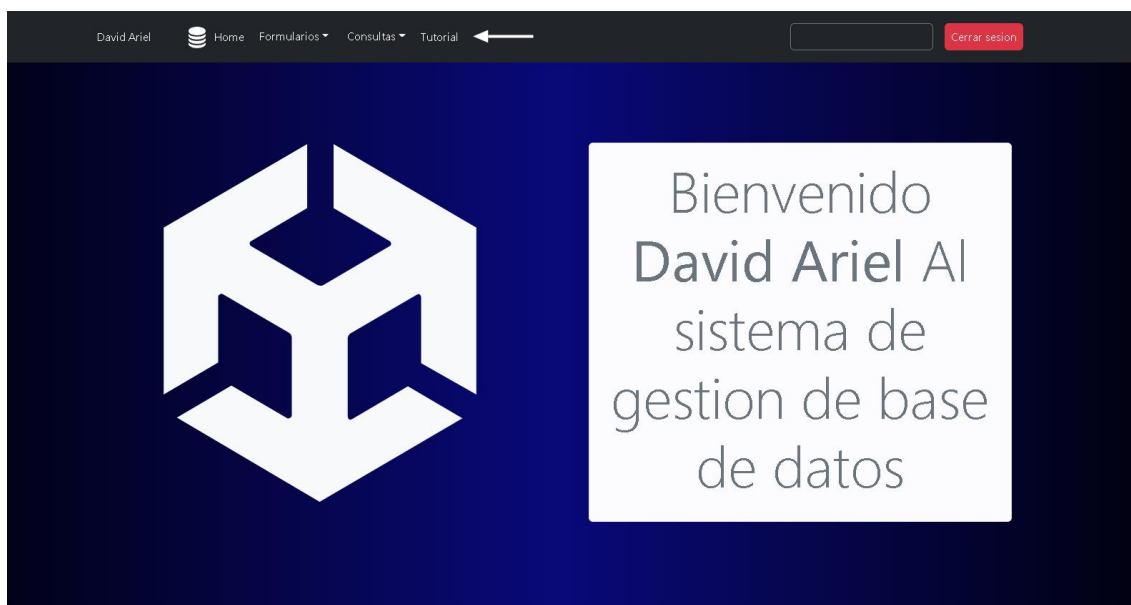 David Ariel Home Formularios Consultas Tutorial Cerrar sesion
Bienvenido
David Ariel Al
sistema de
gestion de base
de datos